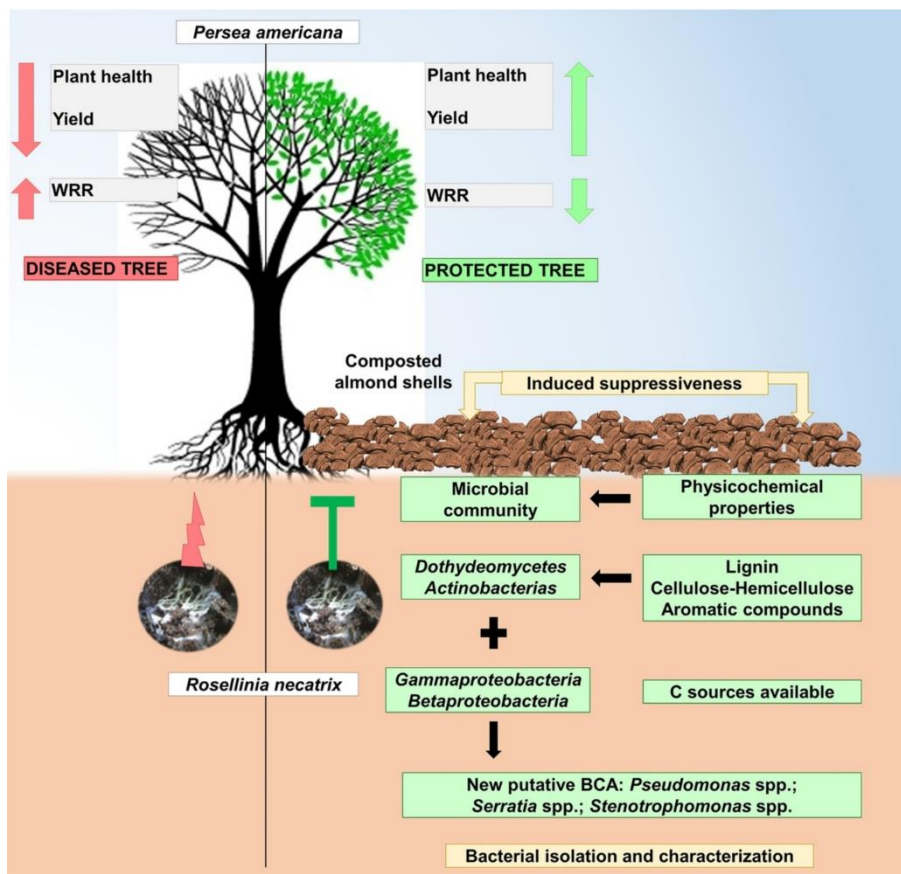 Persea americana
Plant health
Yield
WRR
DISEASED TREE
Plant health
Yield
WRR
PROTECTED TREE
Composted
almond shells
Induced suppressiveness
Microbial
community
Physicochemical
properties
Dothydeomycetes
Actinobacterias
Lignin
Cellulose-Hemicellulose
Aromatic compounds
Rosellinia necatrix
Gammaproteobacteria
Betaproteobacteria
C sources available
New putative BCA: Pseudomonas spp.;
Serratia spp.; Stenotrophomonas spp.
Bacterial isolation and characterization